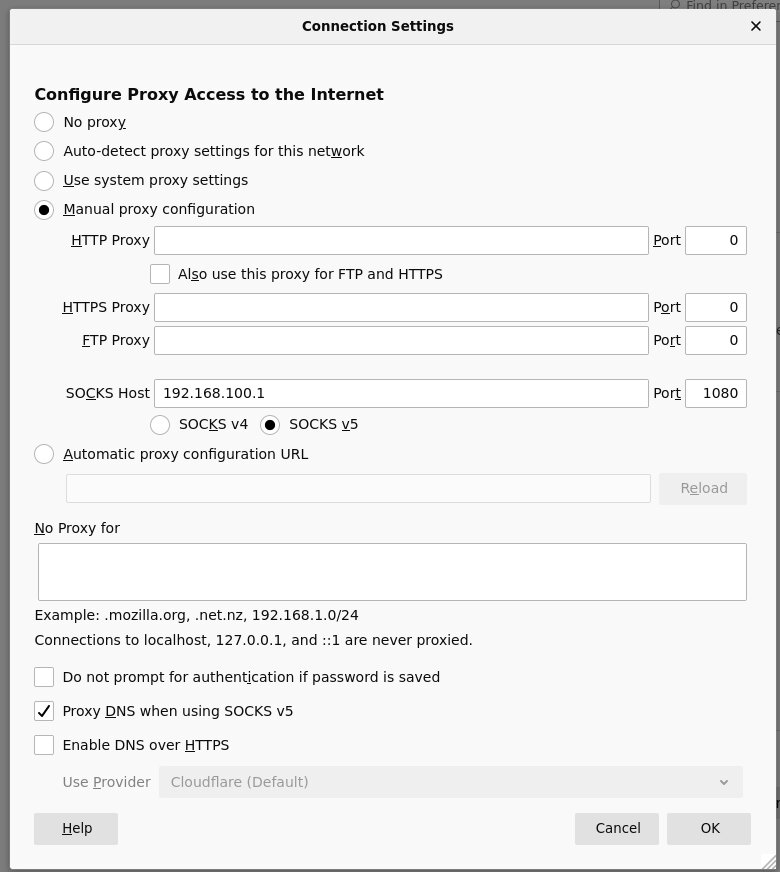 Find in Prefer
Connection Settings
Configure Proxy Access to the Internet
No proxy
Auto-detect proxy settings for this network
Use system proxy settings
Manual proxy configuration
HTTP Proxy Port 0
Also use this proxy for FTP and HTTPS
HTTPS Proxy Port 0
FTP Proxy Port 0
SOCKS Host 192.168.100.1 Port 1080
SOCKS v4 SOCKS v5
Automatic proxy configuration URL
Reload
No Proxy for
Example: .mozilla.org, .net.nz, 192.168.1.0/24
Connections to localhost, 127.0.0.1, and ::1 are never proxied.
Do not prompt for authentication if password is saved
Proxy DNS when using SOCKS v5
Enable DNS over HTTPS
Use Provider Cloudflare (Default)
Help Cancel OK